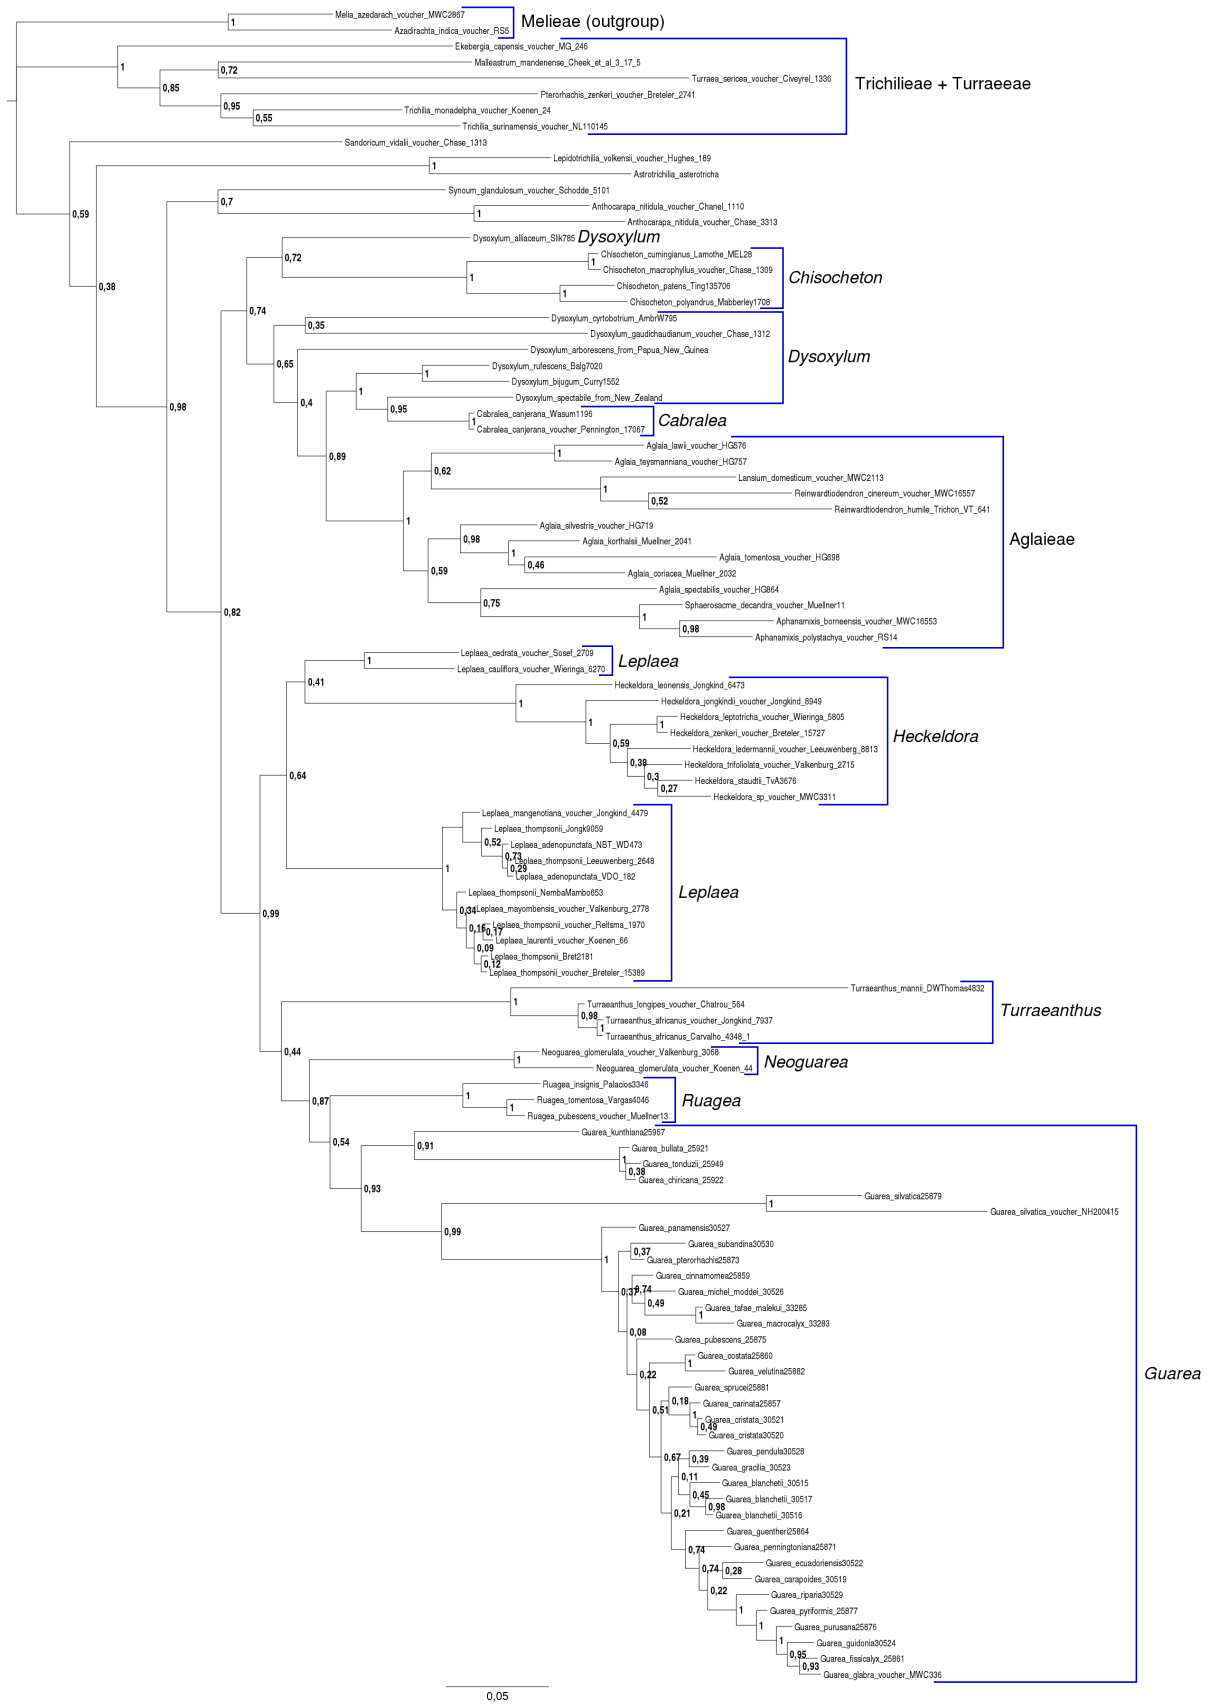 Melia_azedarach_voucher_MWC2867
1
Azadirachta_indica_voucher_RS5
Melieae (outgroup)
Ekebergia_capensis_voucher_MG_246
1
Malleastrum_mandenense_Cheek_et_al_3_17_5
0,72
Turraea_sericea_voucher_Civeyrel_1336
Trichilieae + Turraeeae
0,85
Pterorhachis_zenkeri_voucher_Breteler_2741
0,95
Trichilia_monadelpha_voucher_Koenen_24
0,55
Trichilia_surinamensis_voucher_NL110145
Sandoricum_vidalii_voucher_Chase_1313
Lepidotrichilia_volkensii_voucher_Hughes_189
1
Astrotrichilia_asterotricha
Synoum_glandulosum_voucher_Schodde_5101
0,7
Anthocarapa_nitidula_voucher_Chanel_1110
1
0,59
Anthocarapa_nitidula_voucher_Chase_3313
Dysoxylum_alliaceum_Slik785
Dysoxylum
Chisocheton_cumingianus_Lamothe_MEL28
0,72
1
Chisocheton_macrophyllus_voucher_Chase_1309
1
Chisocheton
Chisocheton_patens_Ting135706
0,38
1
Chisocheton_polyandrus_Mabberley1708
0,74
Dysoxylum_cyrtobotrium_AmbrW795
0,35
Dysoxylum_gaudichaudianum_voucher_Chase_1312
Dysoxylum_arborescens_from_Papua_New_Guinea
Dysoxylum
0,65
Dysoxylum_rufescens_Balg7020
1
Dysoxylum_bijugum_Curry1552
1
Dysoxylum_spectabile_from_New_Zealand
0,4
0,98
0,95
Cabralea_canjerana_Wasum1196
1
Cabralea
Cabralea_canjerana_voucher_Pennington_17067
Aglaia_lawii_voucher_HG576
1
0,89
Aglaia_teysmanniana_voucher_HG757
0,62
Lansium_domesticum_voucher_MWC2113
1
Reinwardtiodendron_cinereum_voucher_MWC16557
0,52
Reinwardtiodendron_humile_Trichon_VT_641
1
Aglaia_silvestris_voucher_HG719
0,98
Aglaia_korthalsii_Muellner_2041
Aglaieae
1
Aglaia_tomentosa_voucher_HG698
0,46
0,59
Aglaia_coriacea_Muellner_2032
Aglaia_spectabilis_voucher_HG864
0,75
Sphaerosacme_decandra_voucher_Muellner11
0,82
1
Aphanamixis_borneensis_voucher_MWC16553
0,98
Aphanamixis_polystachya_voucher_RS14
Leplaea_cedrata_voucher_Sosef_2709
1
Leplaea
Leplaea_cauliflora_voucher_Wieringa_6270
0,41
Heckeldora_leonensis_Jongkind_6473
1
Heckeldora_jongkindii_voucher_Jongkind_8949
1
Heckeldora_leptotricha_voucher_Wieringa_5805
1
Heckeldora_zenkeri_voucher_Breteler_15727
Heckeldora
0,59
Heckeldora_ledermannii_voucher_Leeuwenberg_8813
0,38
Heckeldora_trifoliolata_voucher_Valkenburg_2715
0,64
0,3
Heckeldora_staudtii_TvA3676
0,27
Heckeldora_sp_voucher_MWC3311
Leplaea_mangenotiana_voucher_Jongkind_4479
Leplaea_thompsonii_Jongk9059
0,52
Leplaea_adenopunctata_NBT_WD473
0,73
Leplaea_thompsonii_Leeuwenberg_2648
1
0,29
Leplaea_adenopunctata_VDO_182
Leplaea
Leplaea_thompsonii_NembaMambo653
0,34
Leplaea_mayombensis_voucher_Valkenburg_2778
0,99
Leplaea_thompsonii_voucher_Reitsma_1970
0,16
0,17
Leplaea_laurentii_voucher_Koenen_66
0,09
Leplaea_thompsonii_Bret2181
0,12
Leplaea_thompsonii_voucher_Breteler_15389
Turraeanthus_mannii_DWThomas4832
1
Turraeanthus_longipes_voucher_Chatrou_564
Turraeanthus
0,98
Turraeanthus_africanus_voucher_Jongkind_7937
1
Turraeanthus_africanus_Carvalho_4348_1
0,44
Neoguarea_glomerulata_voucher_Valkenburg_3068
1
Neoguarea
Neoguarea_glomerulata_voucher_Koenen_44
Ruagea_insignis_Palacios3346
1
0,87
Ruagea_tomentosa_Vargas4046
Ruagea
1
Ruagea_pubescens_voucher_Muellner13
Guarea_kunthiana25967
0,54
0,91
Guarea_bullata_25921
1
Guarea_tonduzii_25949
0,38
Guarea_chiricana_25922
0,93
Guarea_silvatica25879
1
Guarea_silvatica_voucher_NH200415
0,99
Guarea_panamensis30527
Guarea_subandina30530
0,37
1
Guarea_pterorhachis25873
Guarea_cinnamomea25859
0,37
0,74
Guarea_michel_moddei_30526
0,49
Guarea_tafae_malekui_33285
1
Guarea_macrocalyx_33283
0,08
Guarea_pubescens_25875
Guarea_costata25860
1
Guarea_velutina25882
0,22
Guarea
Guarea_sprucei25881
0,18
Guarea_carinata25857
0,51
1
Guarea_cristata_30521
0,49
Guarea_cristata30520
Guarea_pendula30528
0,67
0,39
Guarea_gracilia_30523
0,11
Guarea_blanchetii_30515
0,45
Guarea_blanchetii_30517
0,98
0,21
Guarea_blanchetii_30516
Guarea_guentheri25864
0,74
Guarea_penningtoniana25871
Guarea_ecuadoriensis30522
0,74
0,28
Guarea_carapoides_30519
0,22
Guarea_riparia30529
1
Guarea_pyriformis_25877
1
Guarea_purusana25876
1
Guarea_guidonia30524
0,95
Guarea_fissicalyx_25861
0,93
Guarea_glabra_voucher_MWC336
0,05